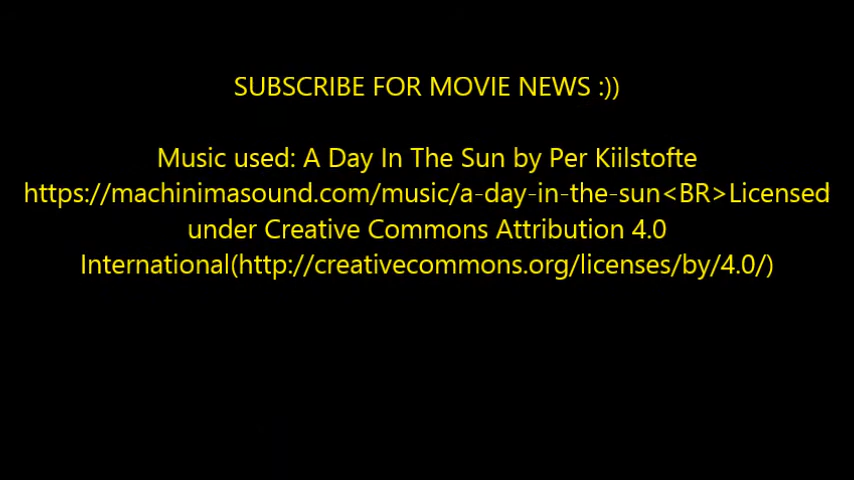 SUBSCRIBE FOR MOVIE NEWS :))
Music used: A Day In The Sun by Per Kiilstofte
https://machinimasound.com/music/a-day-in-the-sun<BR>Licensed
under Creative Commons Attribution 4.0
International(http://creativecommons.org/licenses/by/4.0/)